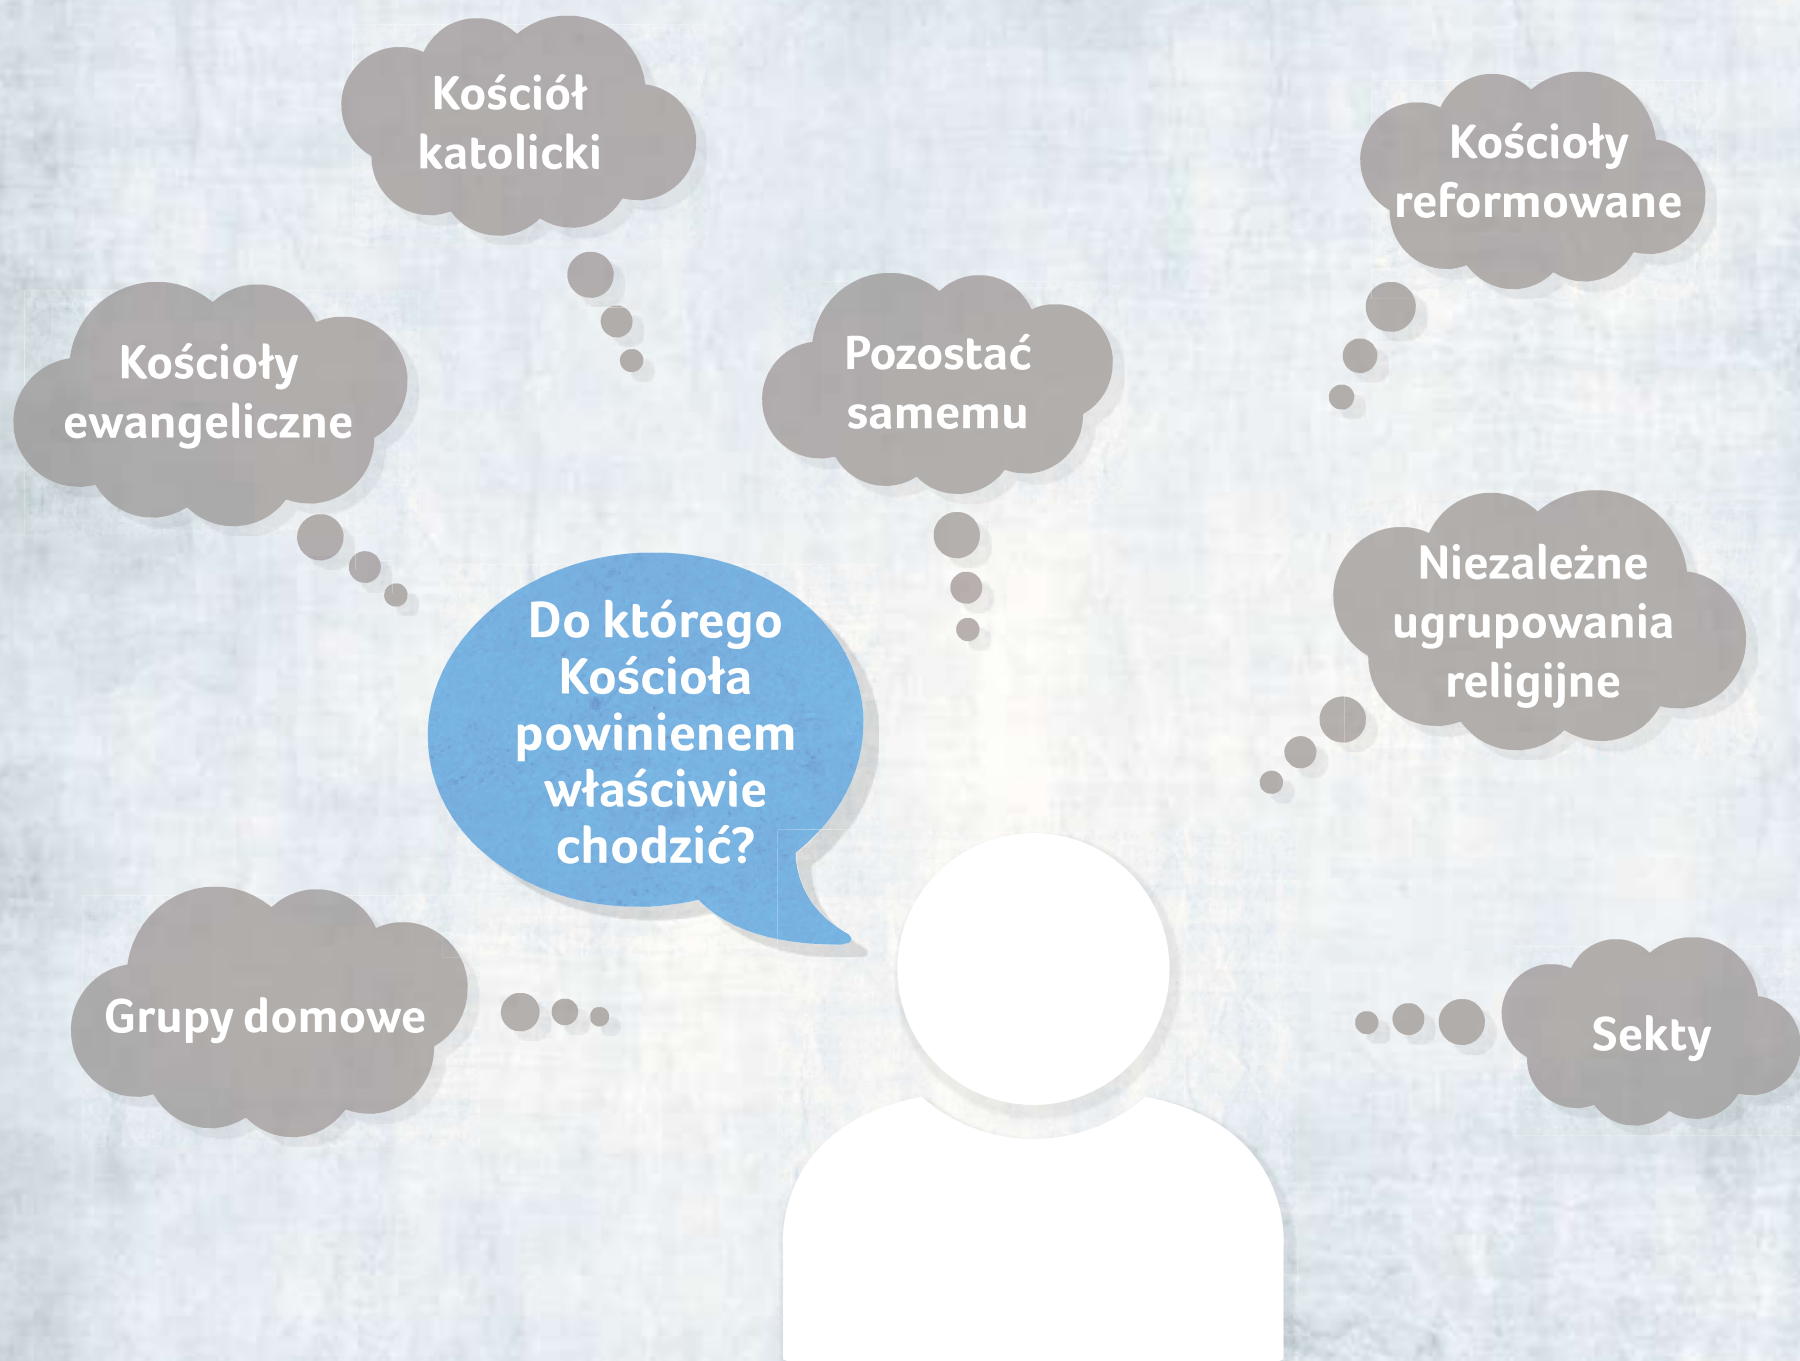 Kościół
katolicki
Kościoły
reformowane
Kościoły
ewangeliczne
Pozostać
samemu
Niezależne
ugrupowania
religijne
Do którego
Kościoła
powinienem
właściwie
chodzić?
Grupy domowe
Sekty